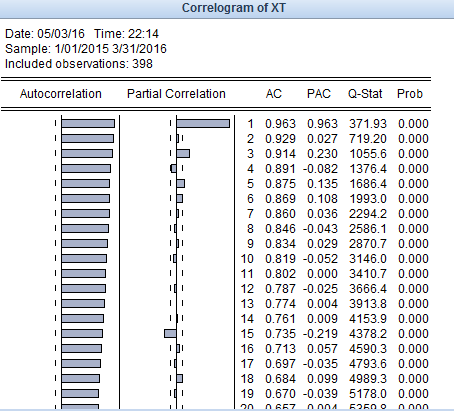 Correlogram of XT
Date: 05/03/16 Time: 22:14
Sample: 1/01/2015 3/31/2016
Included observations: 398
Autocorrelation Partial Correlation AC PAC Q-Stat Prob
1 0.963 0.963 371.93 0.000
2 0.929 0.027 719.20 0.000
3 0.914 0.230 1055.6 0.000
4 0.891 -0.082 1376.4 0.000
5 0.875 0.135 1686.4 0.000
6 0.869 0.108 1993.0 0.000
7 0.860 0.036 2294.2 0.000
8 0.846 -0.043 2586.1 0.000
9 0.834 0.029 2870.7 0.000
10 0.819 -0.052 3146.0 0.000
11 0.802 0.000 3410.7 0.000
12 0.787 -0.025 3666.4 0.000
13 0.774 0.004 3913.8 0.000
14 0.761 0.009 4153.9 0.000
15 0.735 -0.219 4378.2 0.000
16 0.713 0.057 4590.3 0.000
17 0.697 -0.035 4793.6 0.000
18 0.684 0.099 4989.3 0.000
19 0.670 -0.039 5178.0 0.000
20 0.657 0.004 5359.8 0.000